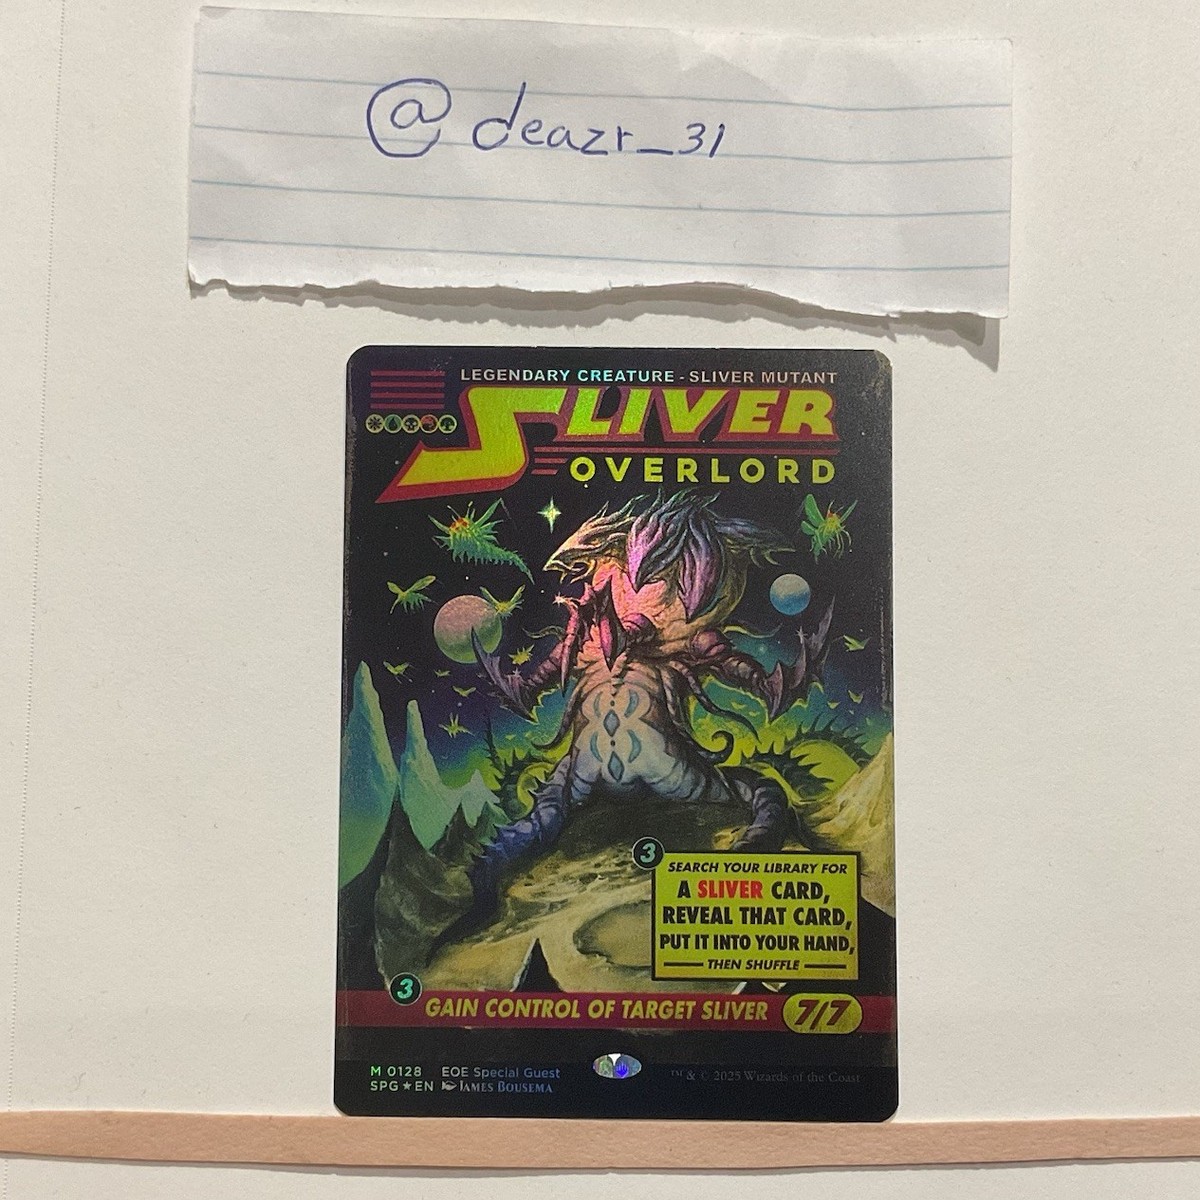 @deazr_31
LEGENDARY CREATURE - SLIVER MUTANT
SLIVER
OVERLORD
3
SEARCH YOUR LIBRARY FOR
A SLIVER CARD,
REVEAL THAT CARD,
PUT IT INTO YOUR HAND,
THEN SHUFFLE
3
GAIN CONTROL OF TARGET SLIVER 7/7
M 0128 EOE Special Guest
SPG★EN JAMES BOUSEMA
™ & © 2025 Wizards of the Coast